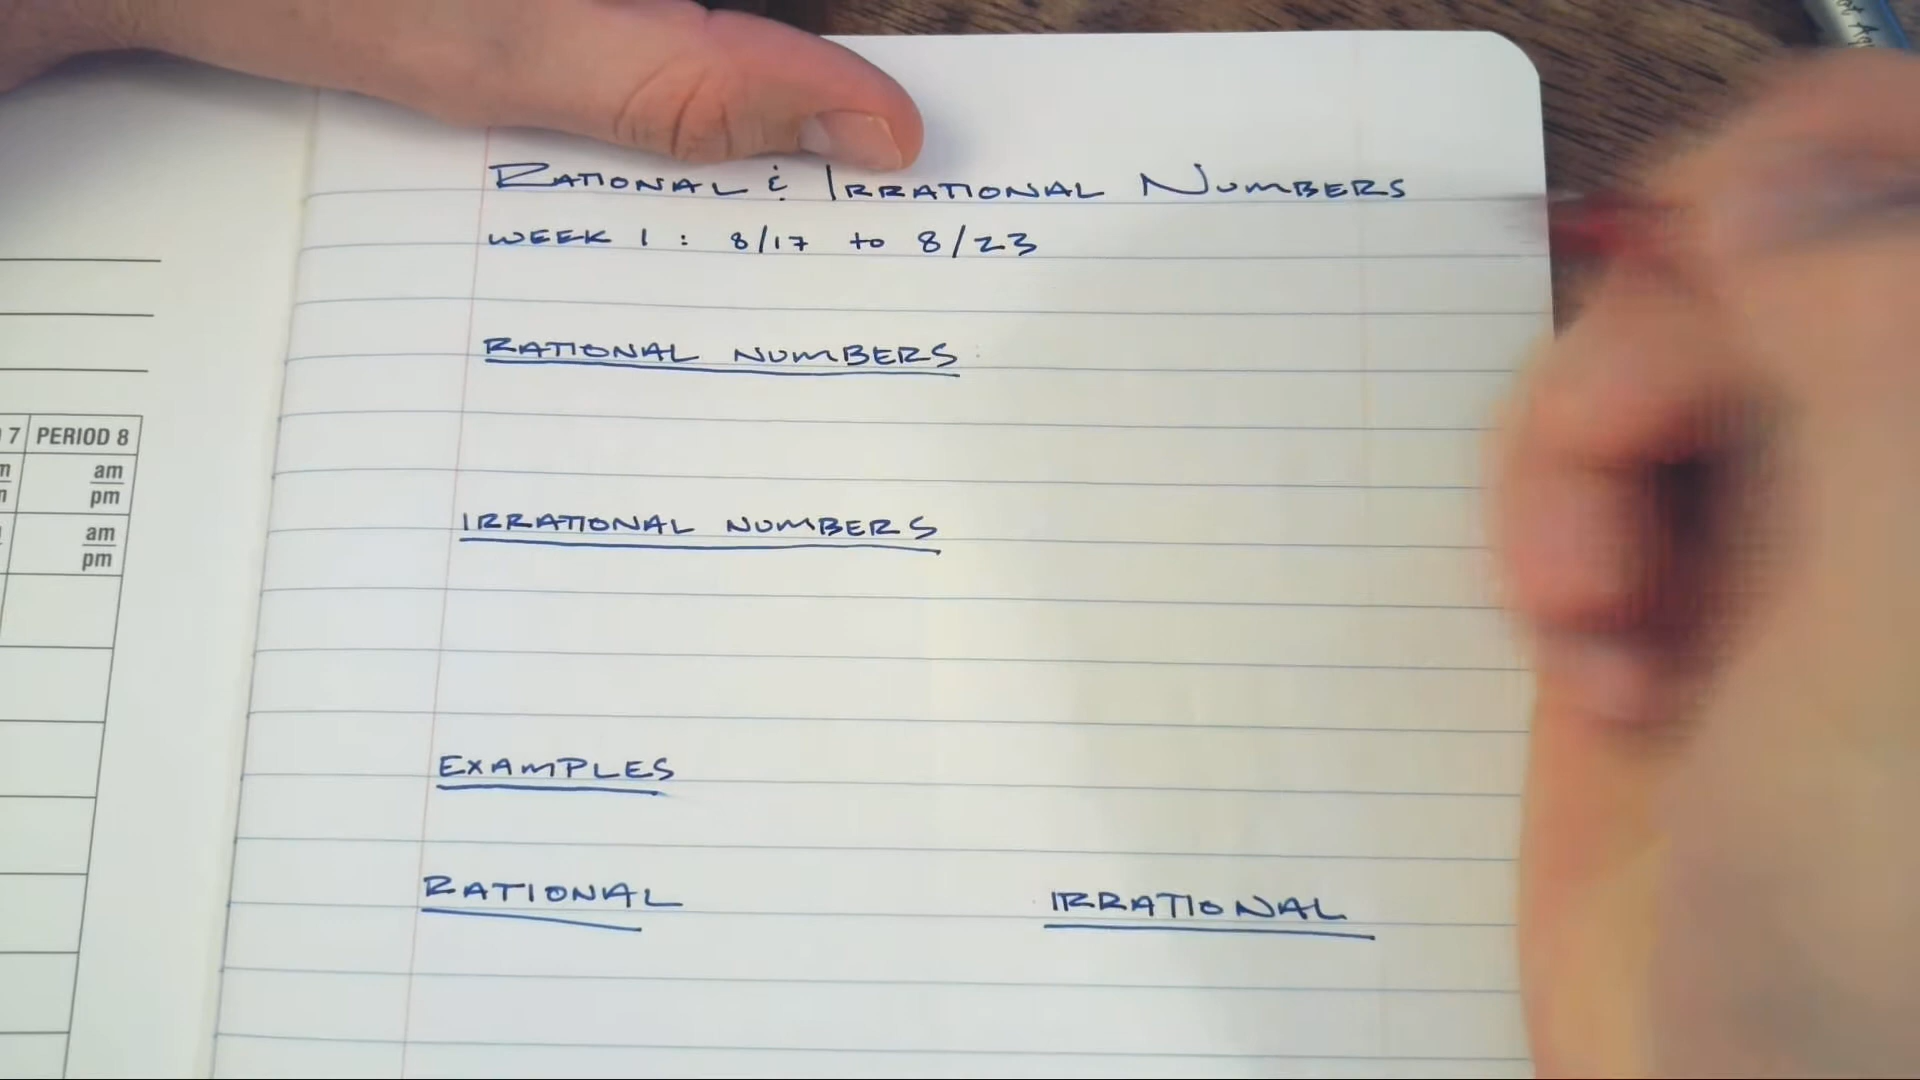 RATIONAL & IRRATIONAL NUMBERS
WEEK 1 : 8/17 to 8/23
RATIONAL NUMBERS
IRRATIONAL NUMBERS
EXAMPLES
RATIONAL IRRATIONAL
7 PERIOD 8
am
pm
am
pm